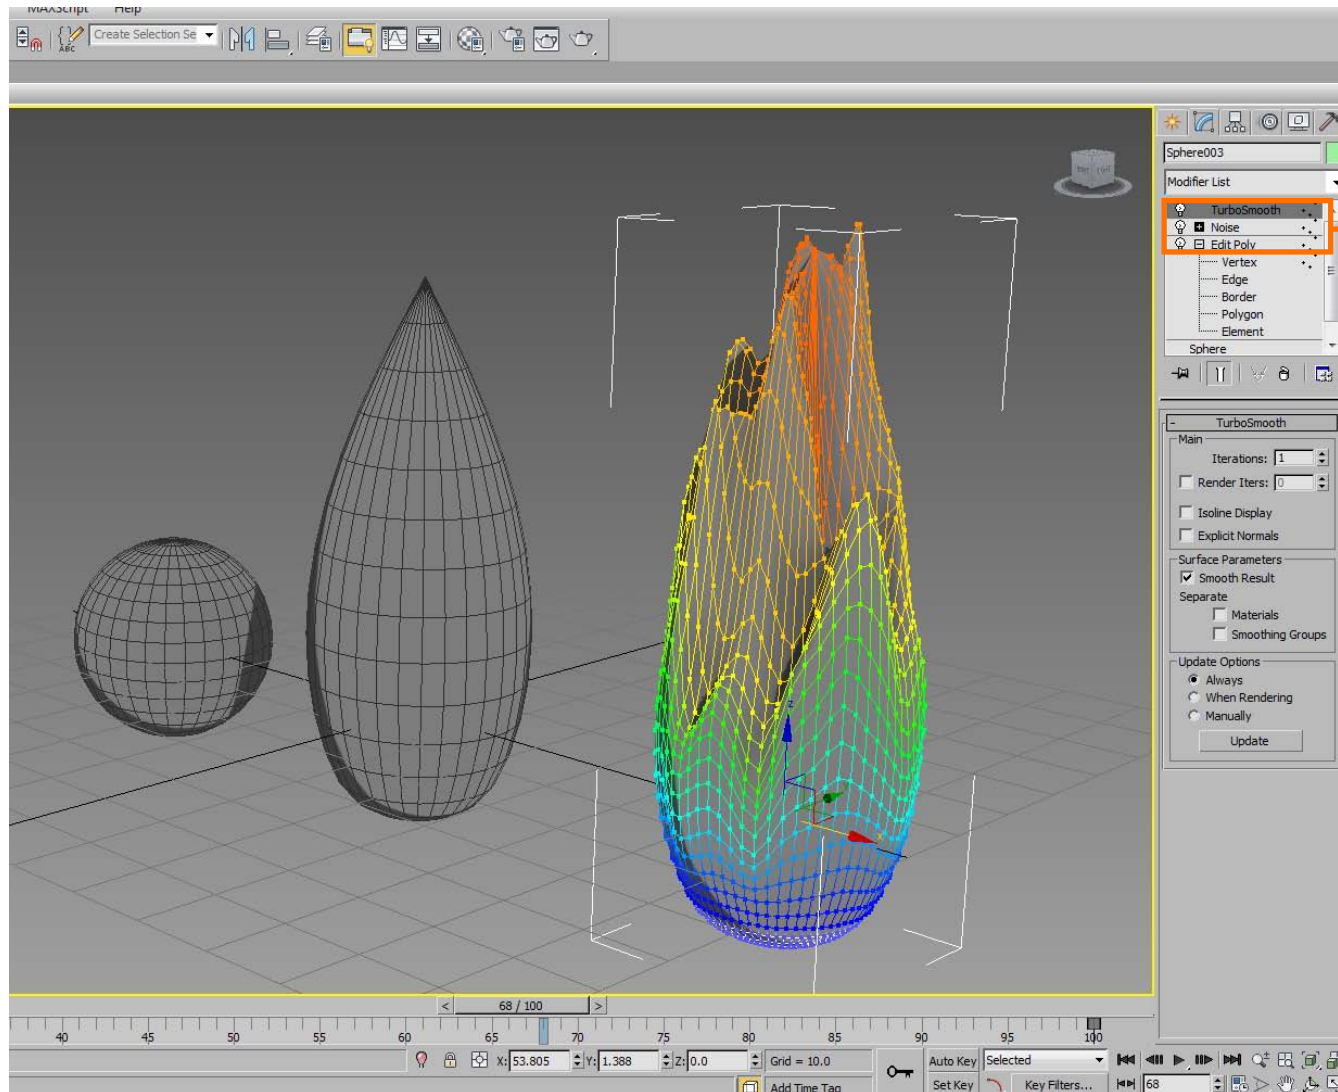 MAXScript Help
ABC
Create Selection Se
Sphere003
Modifier List
TurboSmooth
Noise
Edit Poly
Vertex
Edge
Border
Polygon
Element
Sphere
- TurboSmooth
Main
Iterations: 1
Render Iters: 0
Isoline Display
Explicit Normals
Surface Parameters
Smooth Result
Separate
Materials
Smoothing Groups
Update Options
Always
When Rendering
Manually
Update
z
x
< 68 / 100 >
40 45 50 55 60 65 70 75 80 85 90 95 100
X: 53.805 Y: 1.388 Z: 0.0 Grid = 10.0 Auto Key Selected
Add Time Tag Set Key Key Filters... 68